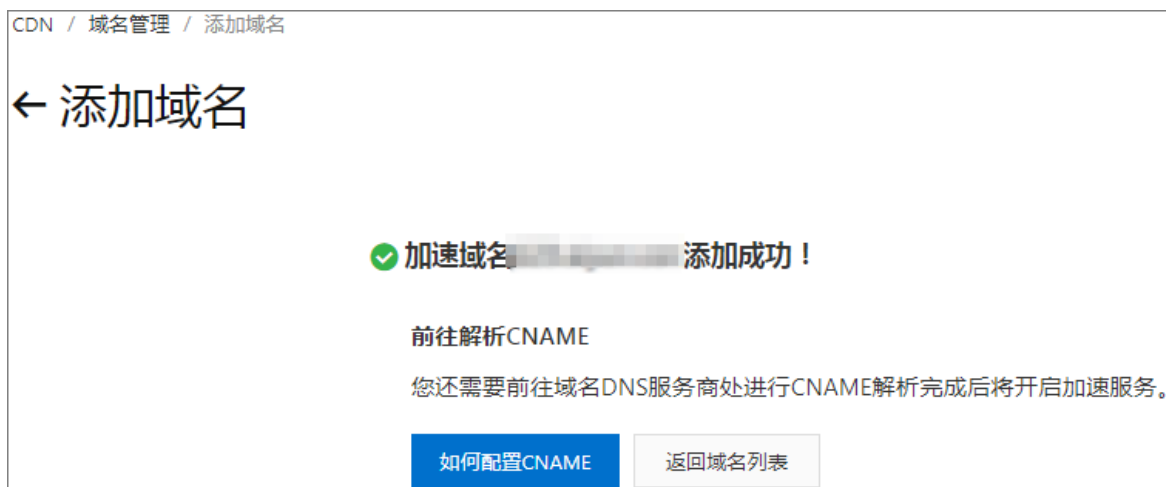 CDN / 域名管理 / 添加域名
← 添加域名
加速域名 添加成功！
前往解析CNAME
您还需要前往域名DNS服务商处进行CNAME解析完成后将开启加速服务。
如何配置CNAME 返回域名列表